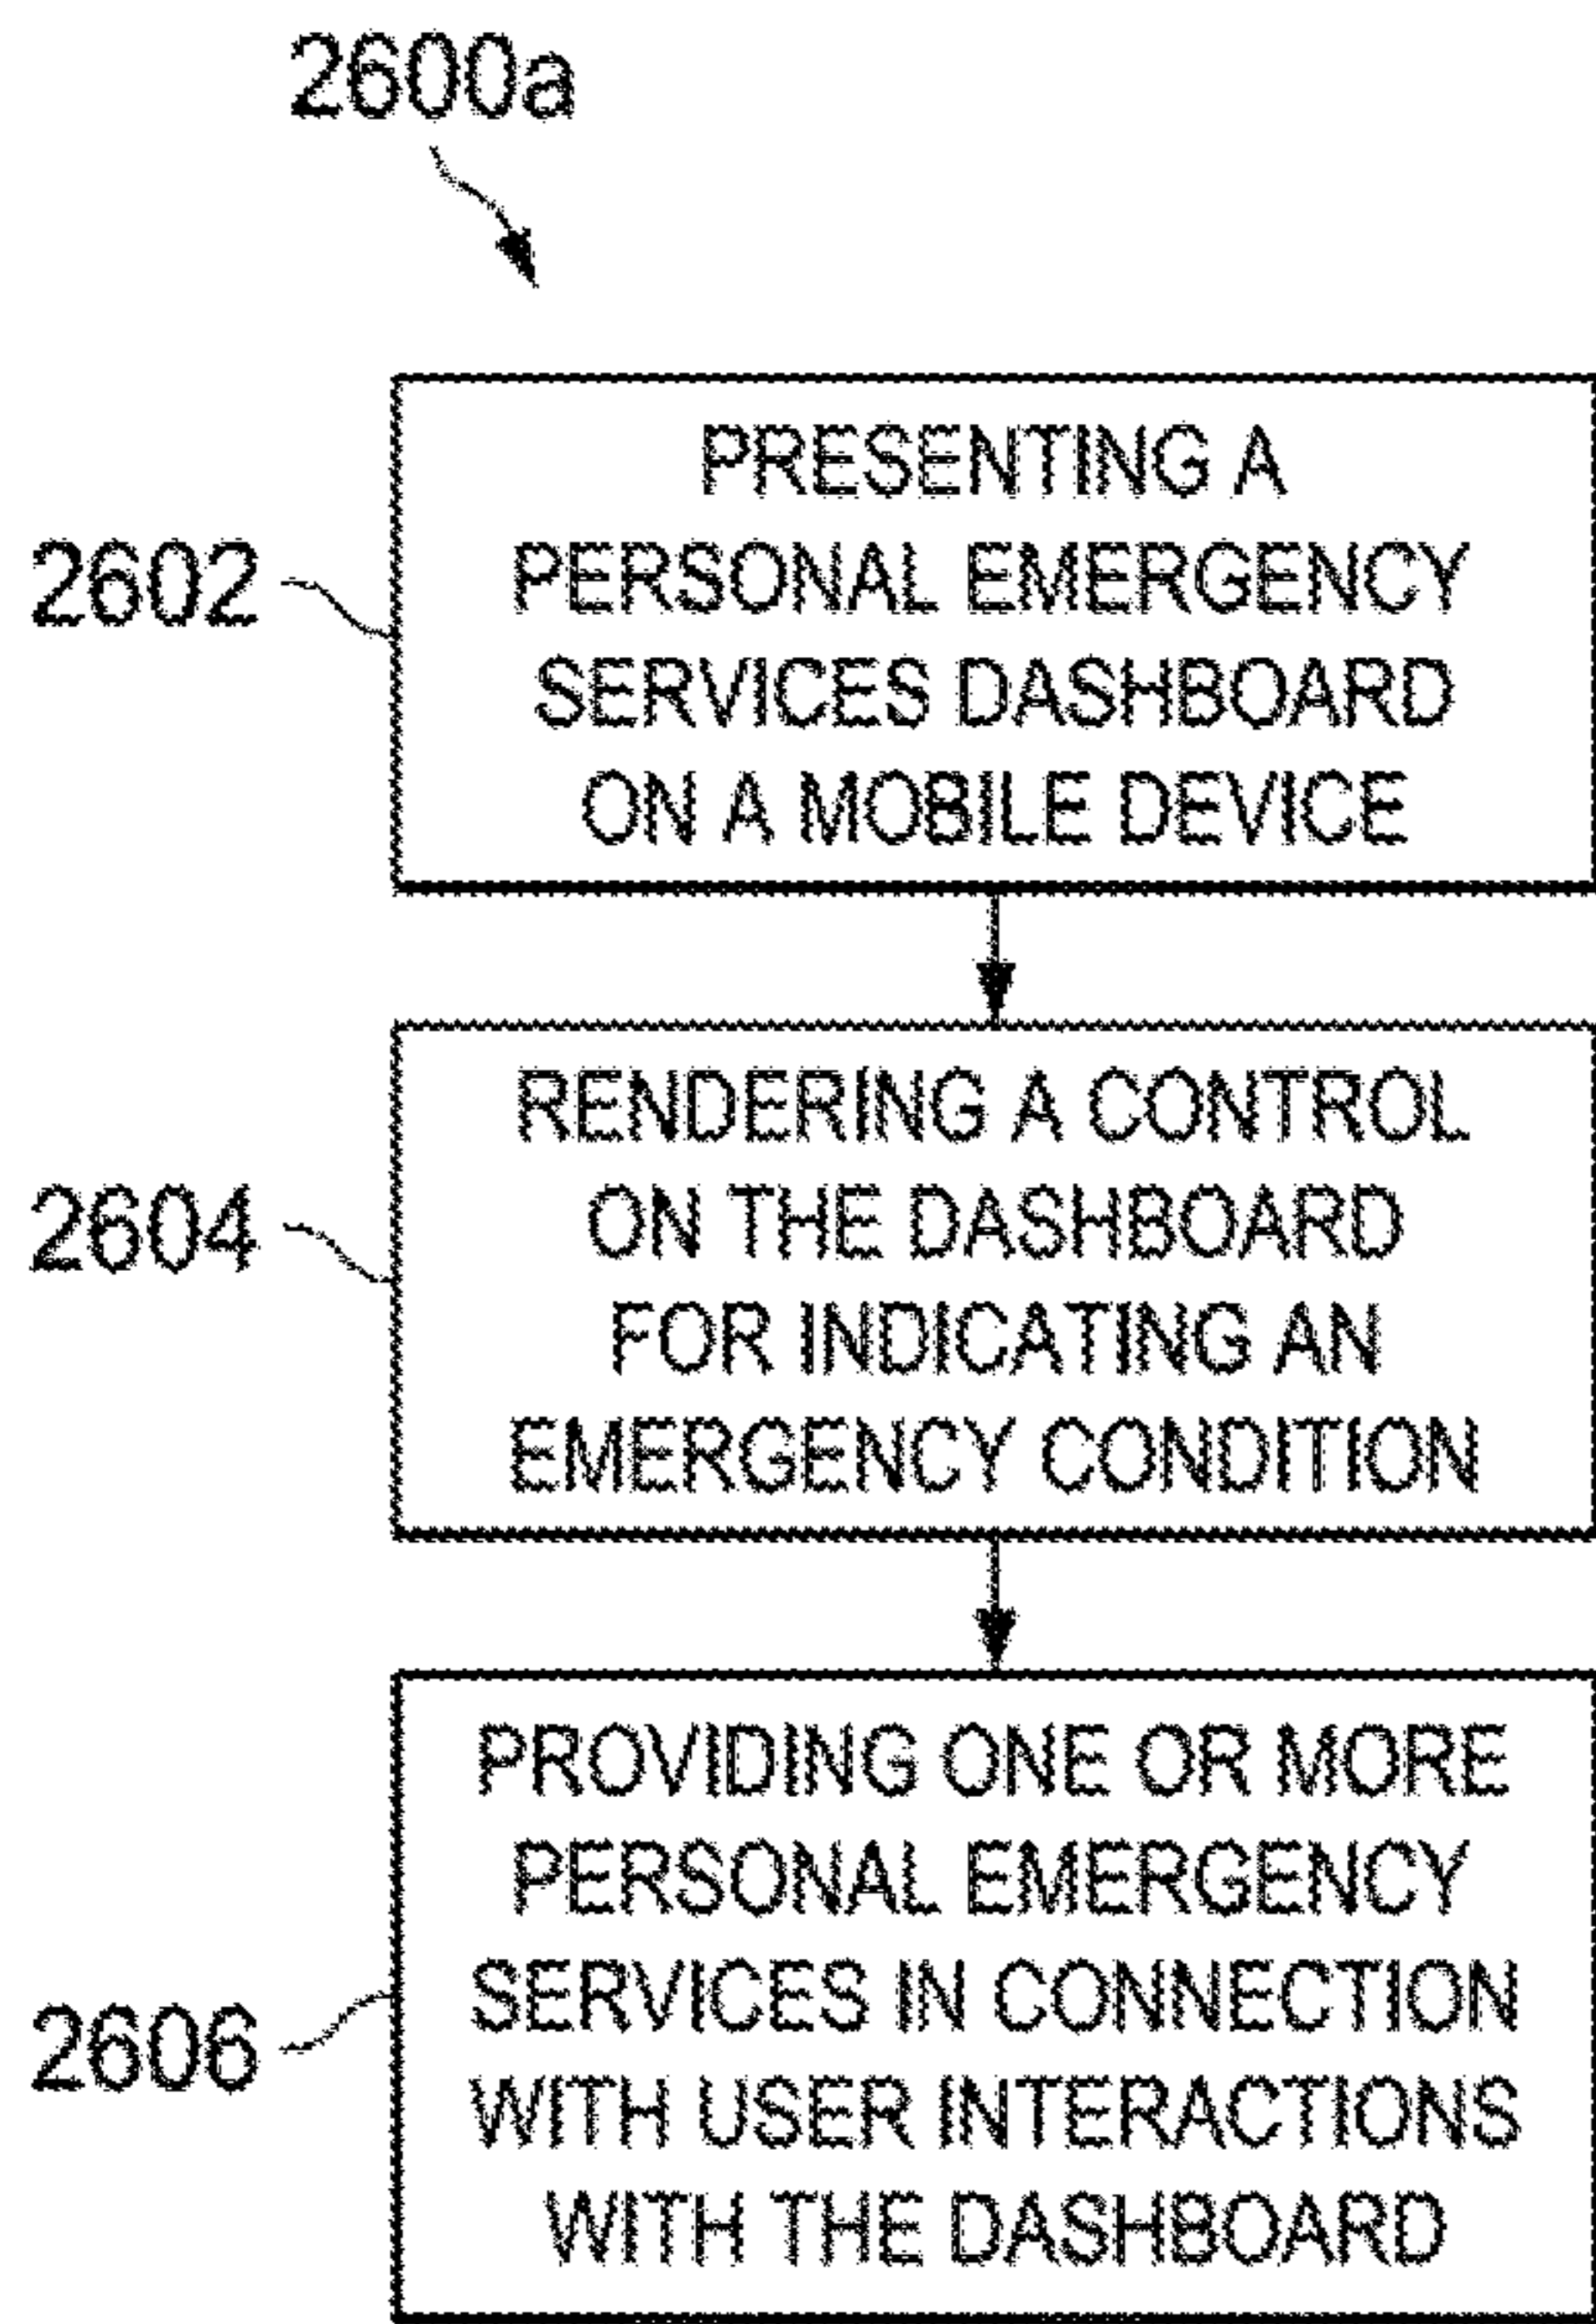 2600a
2602
PRESENTING A
PERSONAL EMERGENCY
SERVICES DASHBOARD
ON A MOBILE DEVICE
2604
RENDERING A CONTROL
ON THE DASHBOARD
FOR INDICATING AN
EMERGENCY CONDITION
2606
PROVIDING ONE OR MORE
PERSONAL EMERGENCY
SERVICES IN CONNECTION
WITH USER INTERACTIONS
WITH THE DASHBOARD